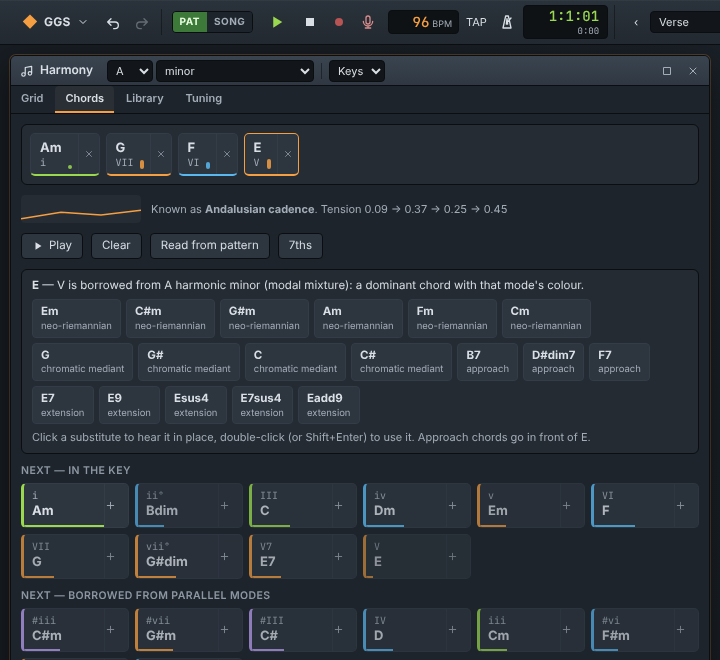 GGS PAT SONG 96 BPM TAP 1:1:01 Verse
0:00
Harmony A minor Keys
Grid Chords Library Tuning
Am G F E
i VII VI V
Known as Andalusian cadence. Tension 0.09 → 0.37 → 0.25 → 0.45
Play Clear Read from pattern 7ths
E — V is borrowed from A harmonic minor (modal mixture): a dominant chord with that mode's colour.
Em C#m G#m Am Fm Cm
neo-riemannian neo-riemannian neo-riemannian neo-riemannian neo-riemannian neo-riemannian
G G# C C# B7 D#dim7 F7
chromatic mediant chromatic mediant chromatic mediant chromatic mediant approach approach approach
E7 E9 Esus4 E7sus4 Eadd9
extension extension extension extension extension
Click a substitute to hear it in place, double-click (or Shift+Enter) to use it. Approach chords go in front of E.
NEXT — IN THE KEY
i ii° III iv v VI
Am + Bdim + C + Dm + Em + F +
VII vii° V7 V
G + G#dim + E7 + E +
NEXT — BORROWED FROM PARALLEL MODES
#iii #vii #III IV iii #vi
C#m + G#m + C# + D + Cm + F#m +